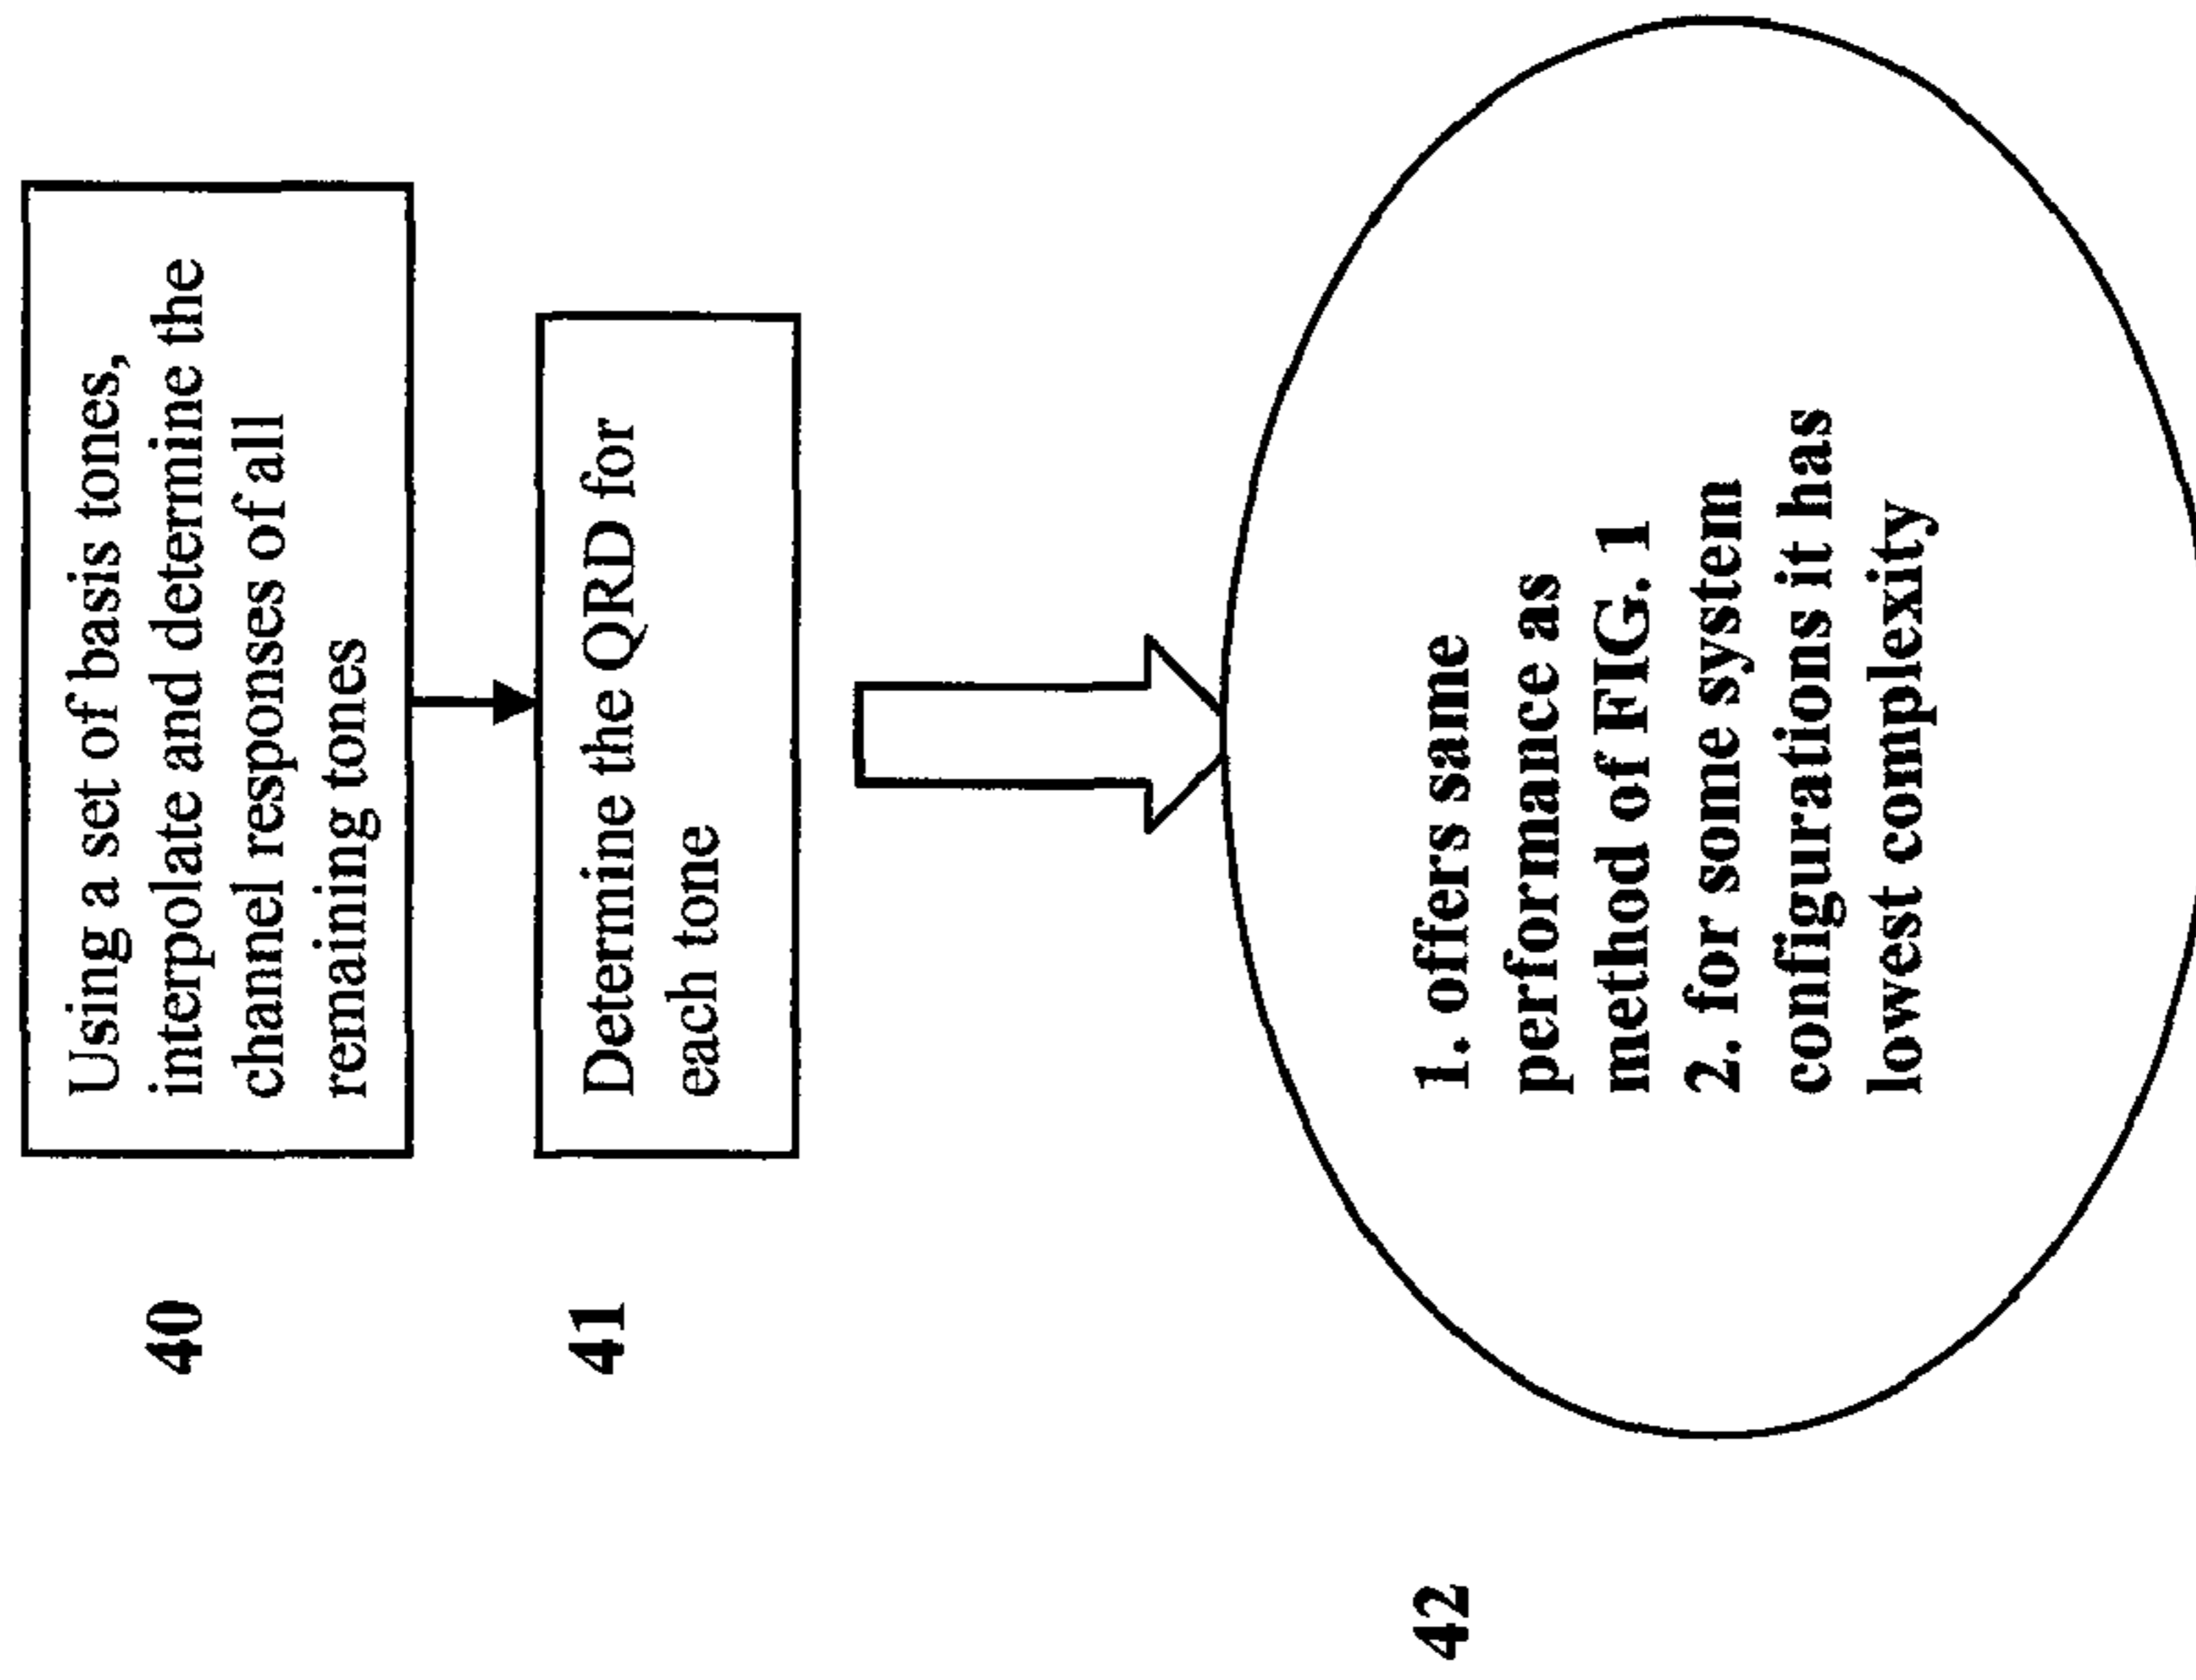 40
Using a set of basis tones,
interpolate and determine the
channel responses of all
remaining tones
41
Determine the QRD for
each tone
42
1. offers same
performance as
method of FIG. 1
2. for some system
configurations it has
lowest complexity